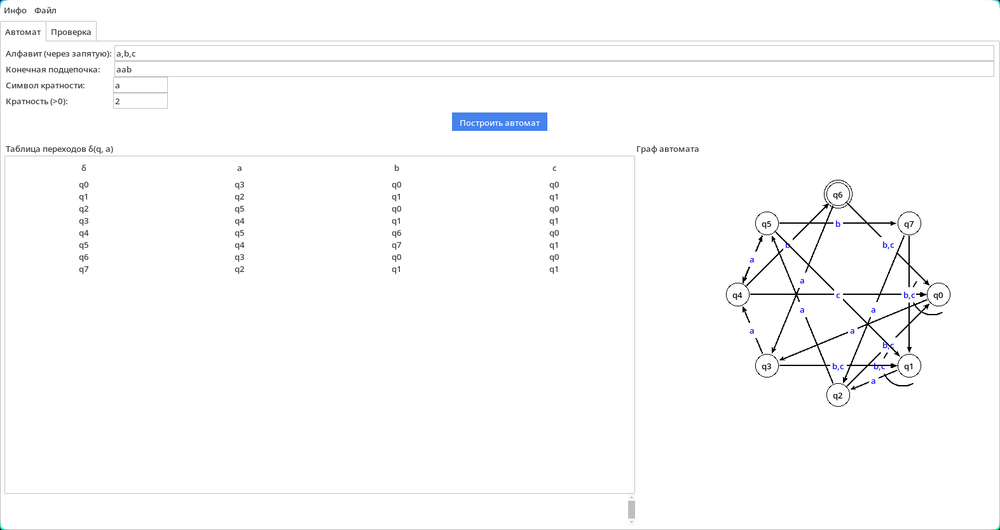 Инфо Файл
Автомат Проверка
Алфавит (через запятую): a,b,c
Конечная подцепочка: aab
Символ кратности: a
Кратность (>0): 2
Построить автомат
Таблица переходов δ(q, a)
δ a b c
q0 q3 q0 q0
q1 q2 q1 q1
q2 q5 q0 q0
q3 q4 q1 q1
q4 q5 q6 q0
q5 q4 q7 q1
q6 q3 q0 q0
q7 q2 q1 q1
Граф автомата
q6
q5 b q7
b b,c
a
a
q4 c b,c q0
a a
a a
b,c
q3 b,c b,c q1
a
q2